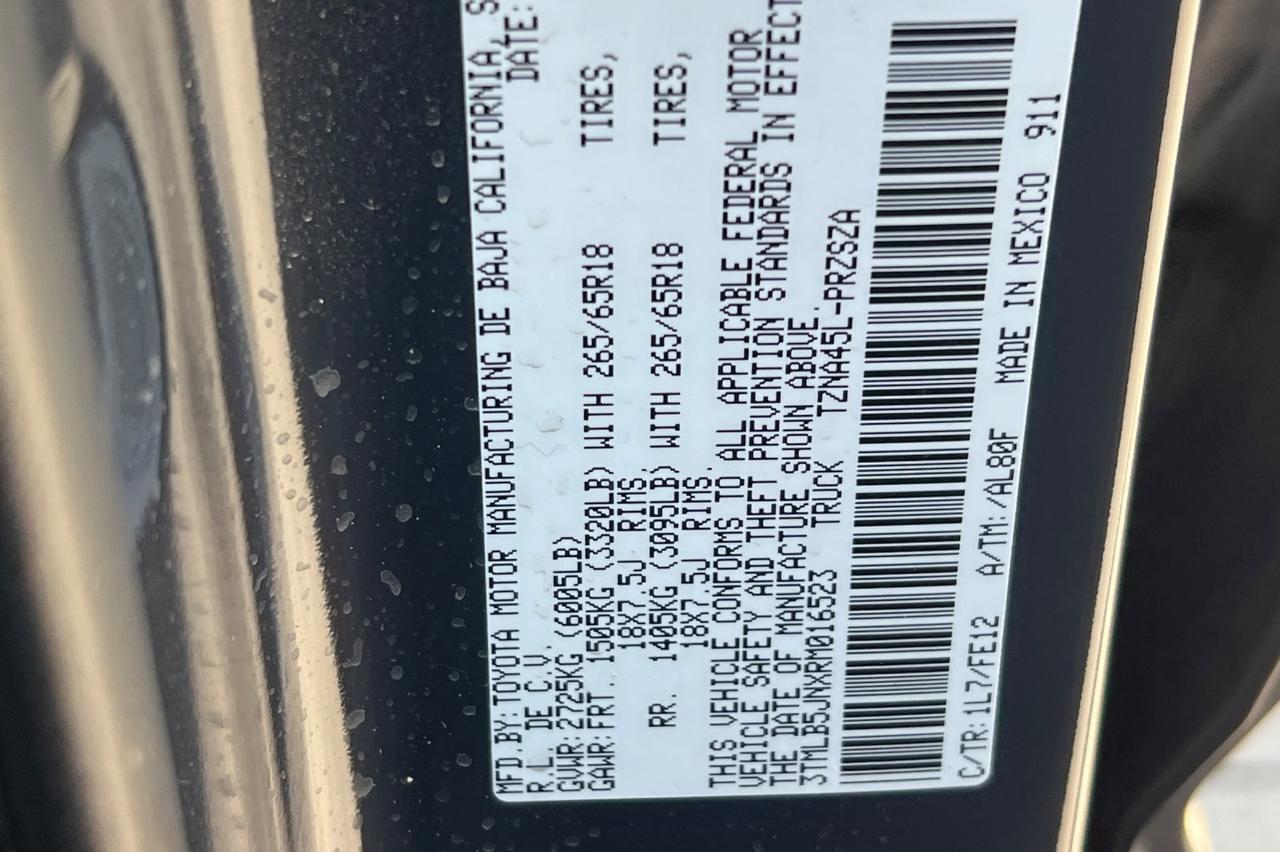 MFD.BY:TOYOTA MOTOR MANUFACTURING DE BAJA CALIFORNIA, S
R.L. DE C.V. DATE:
GVWR:2725KG (6005LB)
GAWR:FRT. 1505KG (3320LB) WITH 265/65R18 TIRES,
18X7.5J RIMS.
RR. 1405KG (3095LB) WITH 265/65R18 TIRES,
18X7.5J RIMS.
THIS VEHICLE CONFORMS TO ALL APPLICABLE FEDERAL MOTOR
VEHICLE SAFETY AND THEFT PREVENTION STANDARDS IN EFFECT
THE DATE OF MANUFACTURE SHOWN ABOVE.
3TMLB5JNXRM016523 TRUCK TZNA45L-PRZSZA
C/TR:1L7/FE12 A/TM:/AL80F MADE IN MEXICO 911